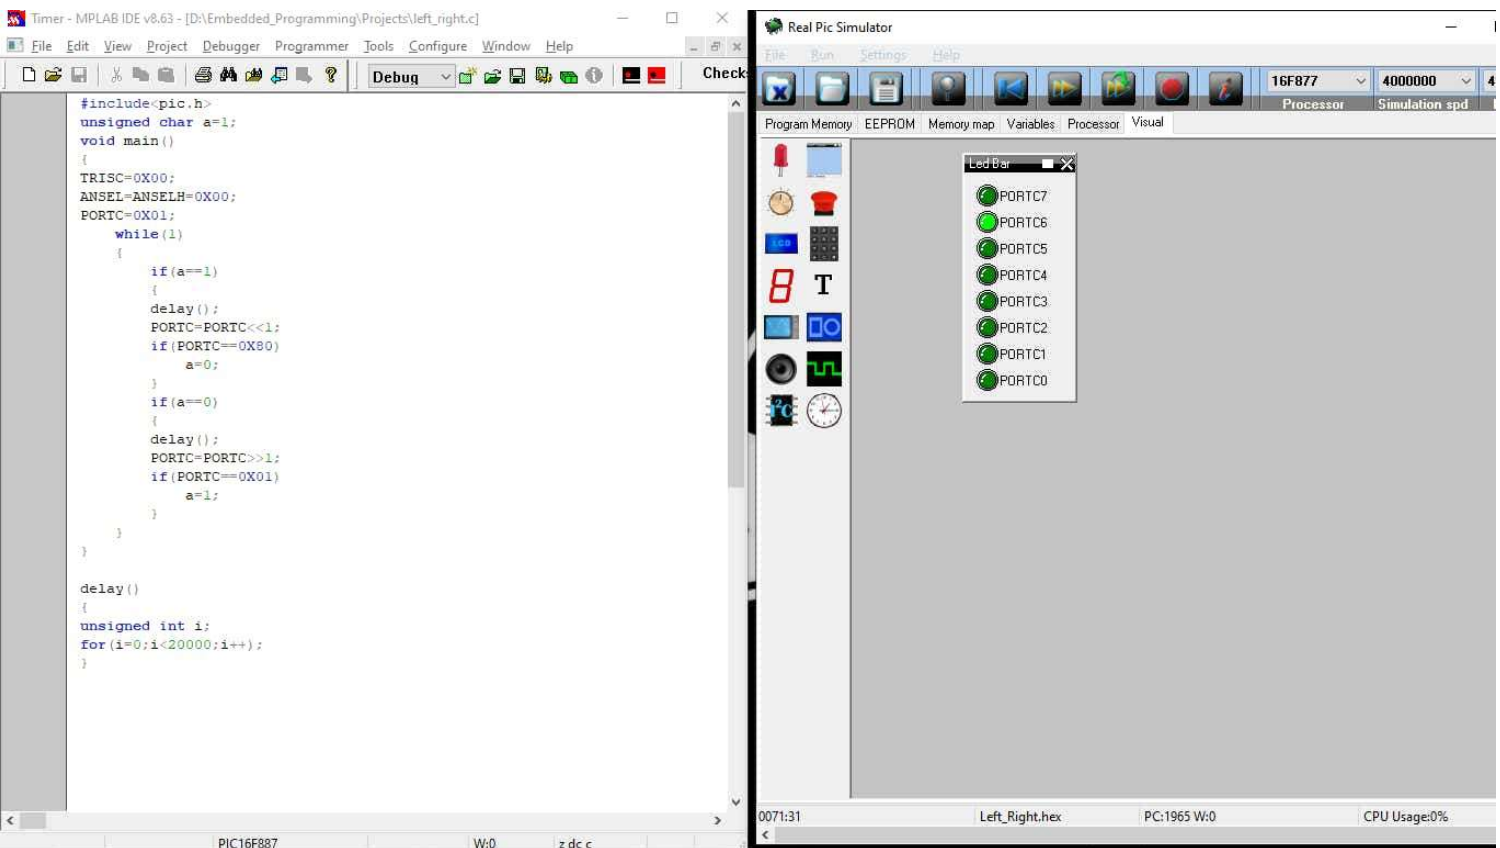 Timer - MPLAB IDE v8.63 - [D:\Embedded_Programming\Projects\left_right.c]
File Edit View Project Debugger Programmer Tools Configure Window Help
Debug
Check
#include<pic.h>
unsigned char a=1;
void main()
{
TRISC=0X00;
ANSEL=ANSELH=0X00;
PORTC=0X01;
while(1)
{
if(a==1)
{
delay();
PORTC=PORTC<<1;
if(PORTC==0X80)
a=0;
}
if(a==0)
{
delay();
PORTC=PORTC>>1;
if(PORTC==0X01)
a=1;
}
}
}
delay()
{
unsigned int i;
for(i=0;i<20000;i++);
}
PIC16F887 W:0 z dc c
Real Pic Simulator
File Run Settings Help
16F877 4000000 4
Processor Simulation spd
Program Memory EEPROM Memory map Variables Processor Visual
Led Bar
PORTC7
PORTC6
PORTC5
PORTC4
PORTC3
PORTC2
PORTC1
PORTC0
LCD
8 T
I²C
0071:31 Left_Right.hex PC:1965 W:0 CPU Usage:0%